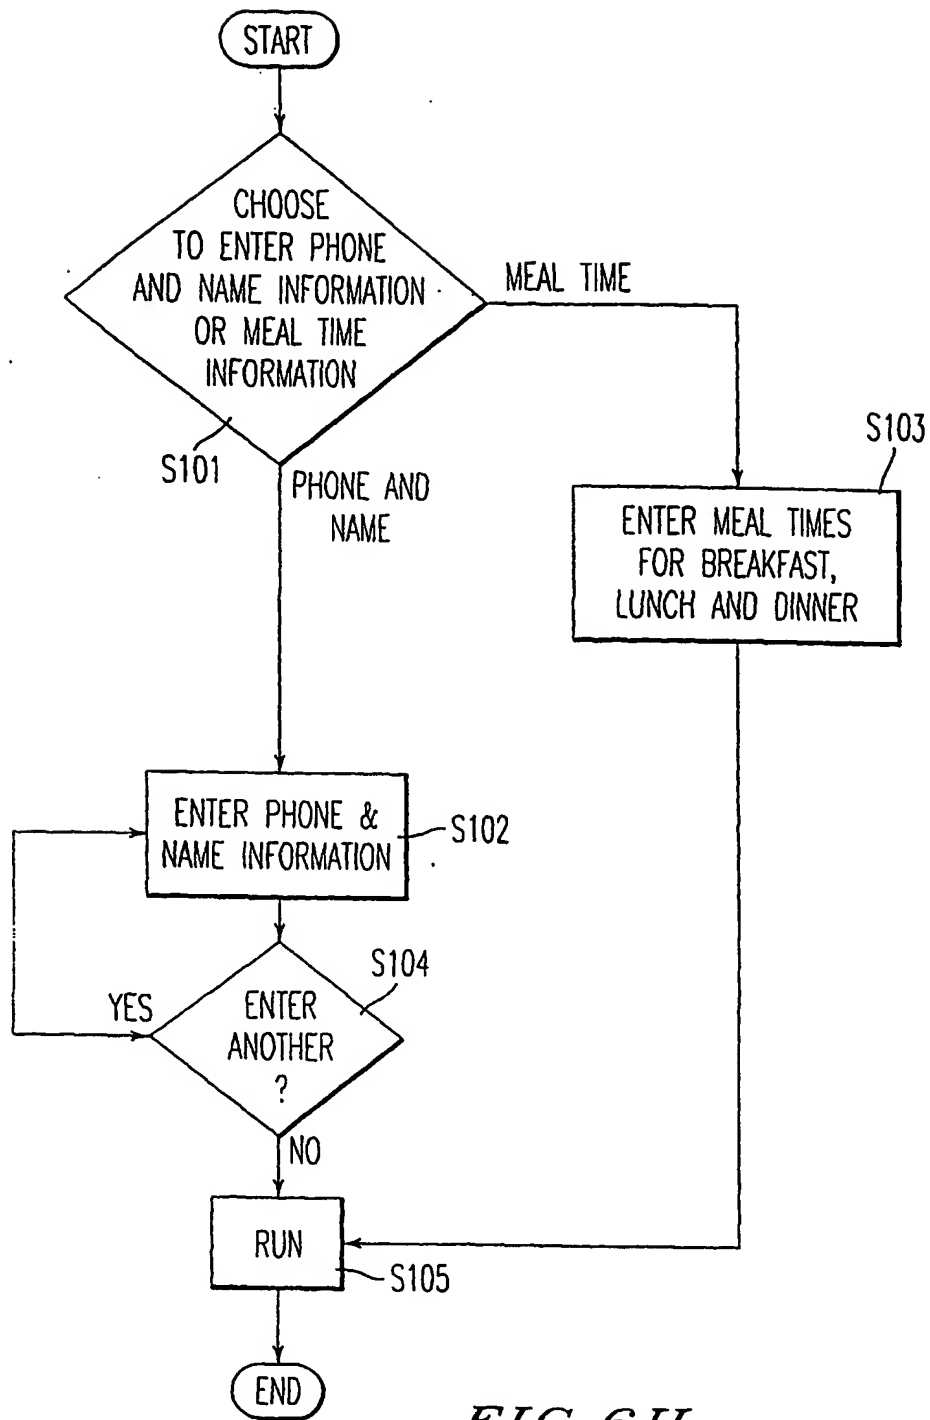 START
CHOOSE
TO ENTER PHONE
AND NAME INFORMATION
OR MEAL TIME
INFORMATION
S101
MEAL TIME
PHONE AND
NAME
S103
ENTER MEAL TIMES
FOR BREAKFAST,
LUNCH AND DINNER
ENTER PHONE &
NAME INFORMATION
S102
S104
YES
ENTER
ANOTHER
?
NO
RUN
S105
END